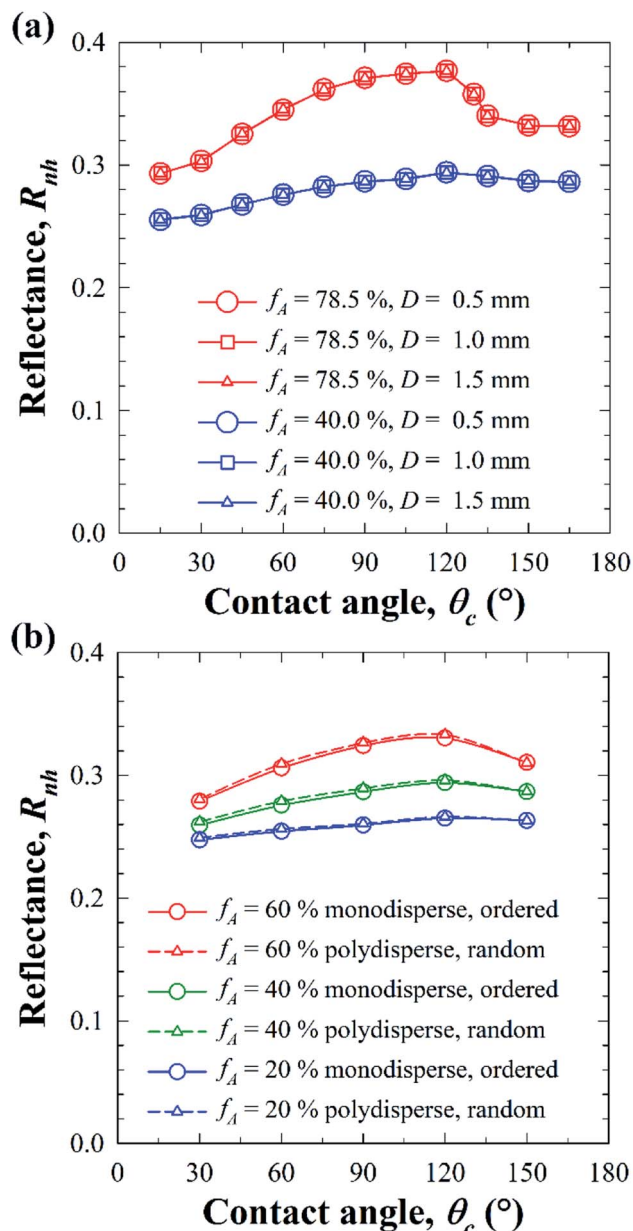 (a)
0.4
0.3
0.2
0.1
0.0
Reflectance, R_nh
f_A = 78.5 %, D = 0.5 mm
f_A = 78.5 %, D = 1.0 mm
f_A = 78.5 %, D = 1.5 mm
f_A = 40.0 %, D = 0.5 mm
f_A = 40.0 %, D = 1.0 mm
f_A = 40.0 %, D = 1.5 mm
0 30 60 90 120 150 180
Contact angle, θ_c (°)
(b)
0.4
0.3
0.2
0.1
0.0
Reflectance, R_nh
f_A = 60 % monodisperse, ordered
f_A = 60 % polydisperse, random
f_A = 40 % monodisperse, ordered
f_A = 40 % polydisperse, random
f_A = 20 % monodisperse, ordered
f_A = 20 % polydisperse, random
0 30 60 90 120 150 180
Contact angle, θ_c (°)